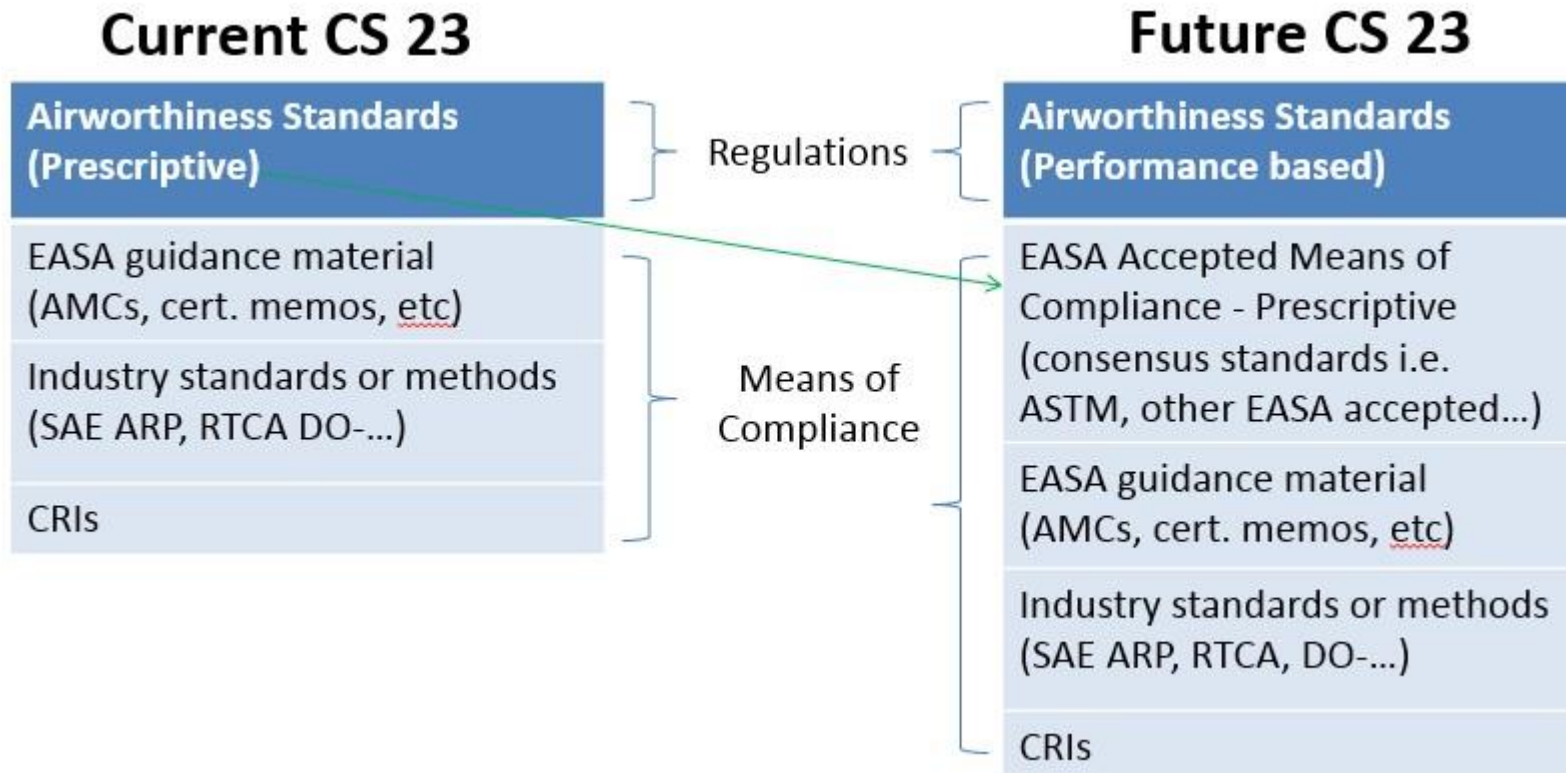 Current CS 23
Airworthiness Standards
(Prescriptive)
EASA guidance material
(AMCs, cert. memos, etc)
Industry standards or methods
(SAE ARP, RTCA DO-...)
CRIs
Regulations
Means of
Compliance
Future CS 23
Airworthiness Standards
(Performance based)
EASA Accepted Means of
Compliance - Prescriptive
(consensus standards i.e.
ASTM, other EASA accepted...)
EASA guidance material
(AMCs, cert. memos, etc)
Industry standards or methods
(SAE ARP, RTCA, DO-...)
CRIs